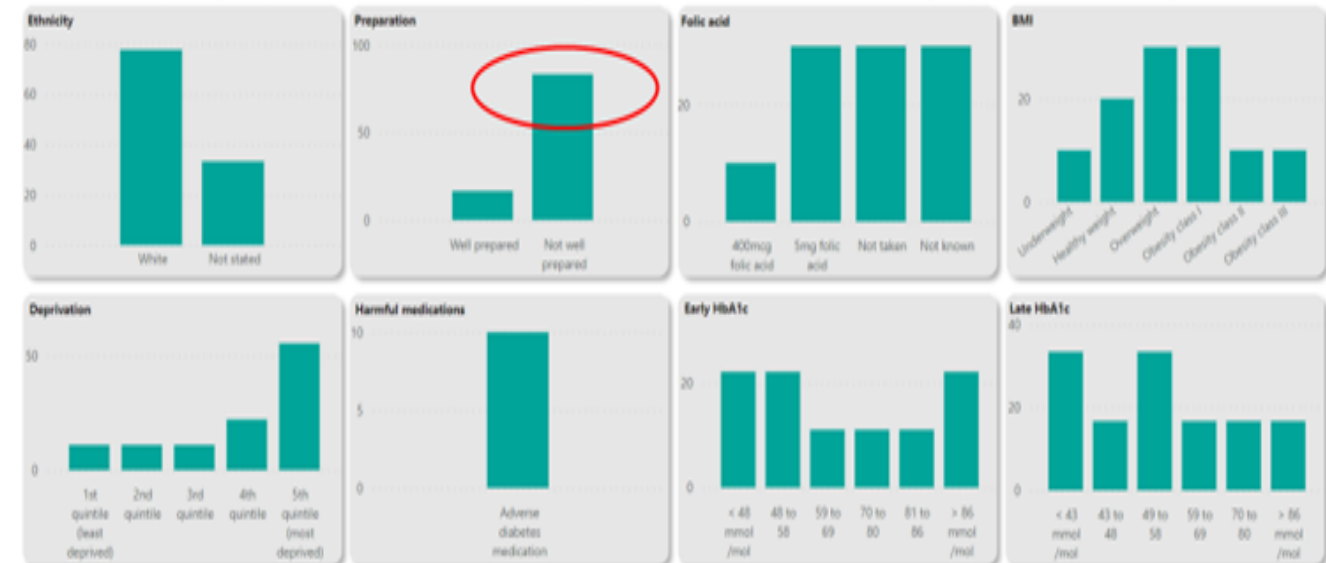 Ethnicity
80
60
40
20
0
White
Not stated
Preparation
100
50
0
Well prepared
Not well
prepared
Folic acid
20
0
400mcg
folic acid
5mg folic
acid
Not taken
Not known
BMI
20
0
Underweight
Healthy weight
Overweight
Obesity class I
Obesity class II
Obesity class III
Deprivation
50
0
1st
quintile
(least
deprived)
2nd
quintile
3rd
quintile
4th
quintile
5th
quintile
(most
deprived)
Harmful medications
10
5
0
Adverse
diabetes
medication
Early HbA1c
20
0
< 48
mmol
/mol
48 to
58
59 to
69
70 to
80
81 to
86
> 86
mmol
/mol
Late HbA1c
40
20
0
< 43
mmol
/mol
43 to
48
49 to
58
59 to
69
70 to
80
> 86
mmol
/mol